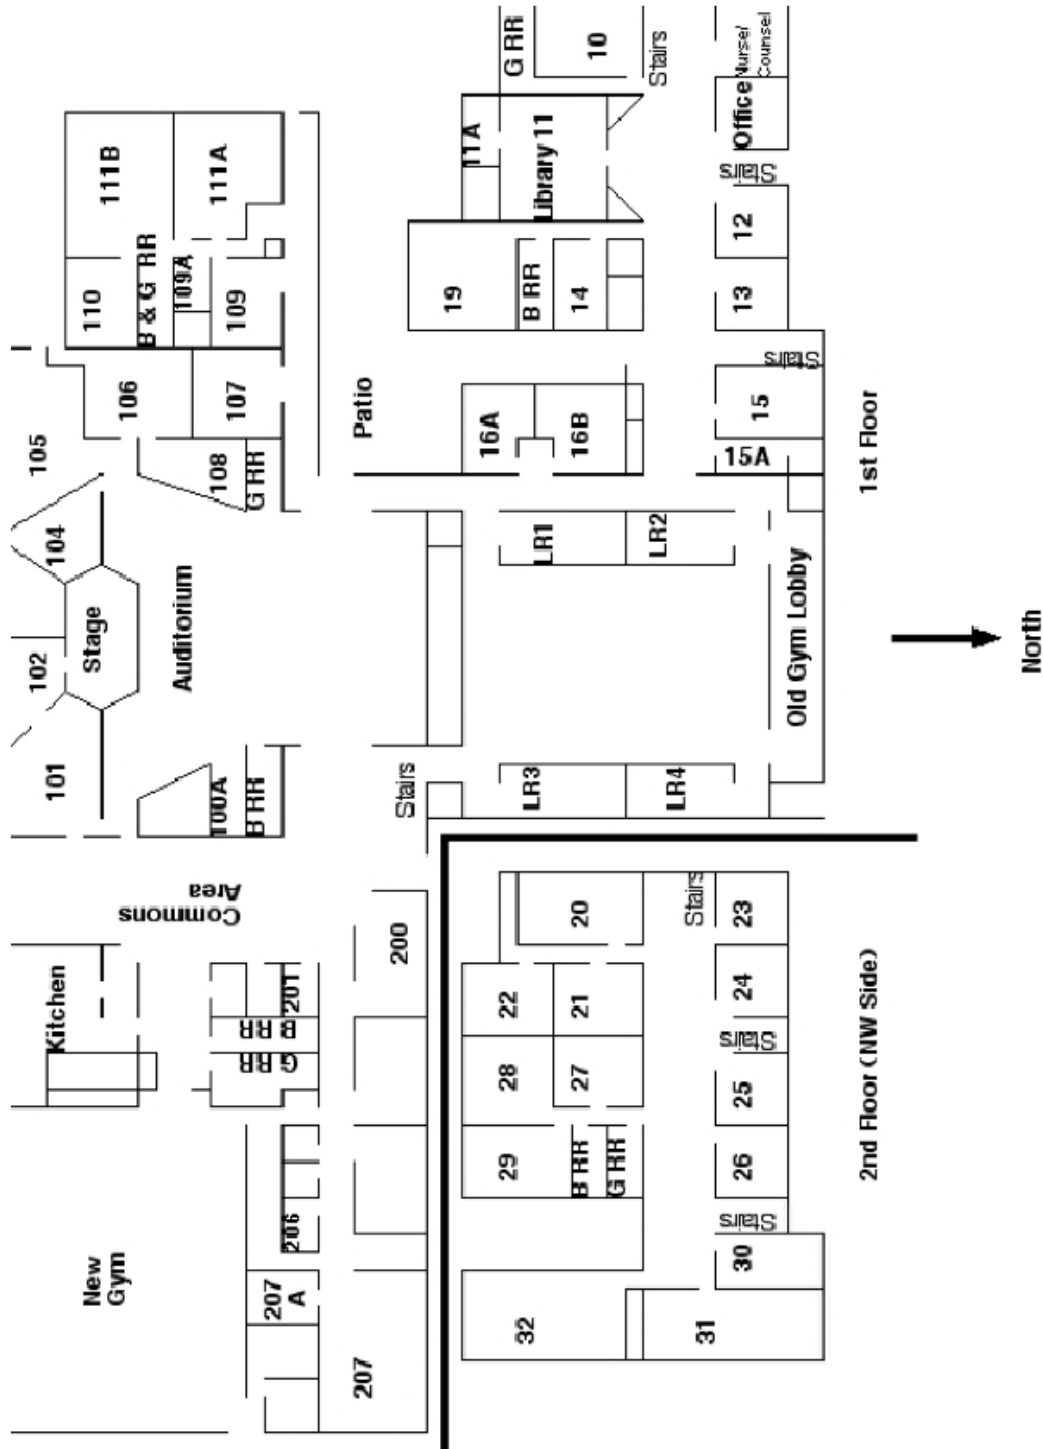 G RR
10
Stairs
Nurse/
Counsel
Office
11A
Library 11
Stairs
12
111B
111A
B & G RR
109A
110
109
19
B RR
14
13
Stairs
106
107
105
108
G RR
Patio
16A
16B
15
15A
1st Floor
104
LR1
LR2
Stage
Auditorium
102
Old Gym Lobby
North
101
100A
B RR
Stairs
LR3
LR4
Commons
Area
Kitchen
201
B RR
G RR
200
20
Stairs
23
22
21
24
Stairs
28
27
25
29
B RR
G RR
26
Stairs
2nd Floor (NW Side)
New
Gym
206
207
A
207
30
32
31